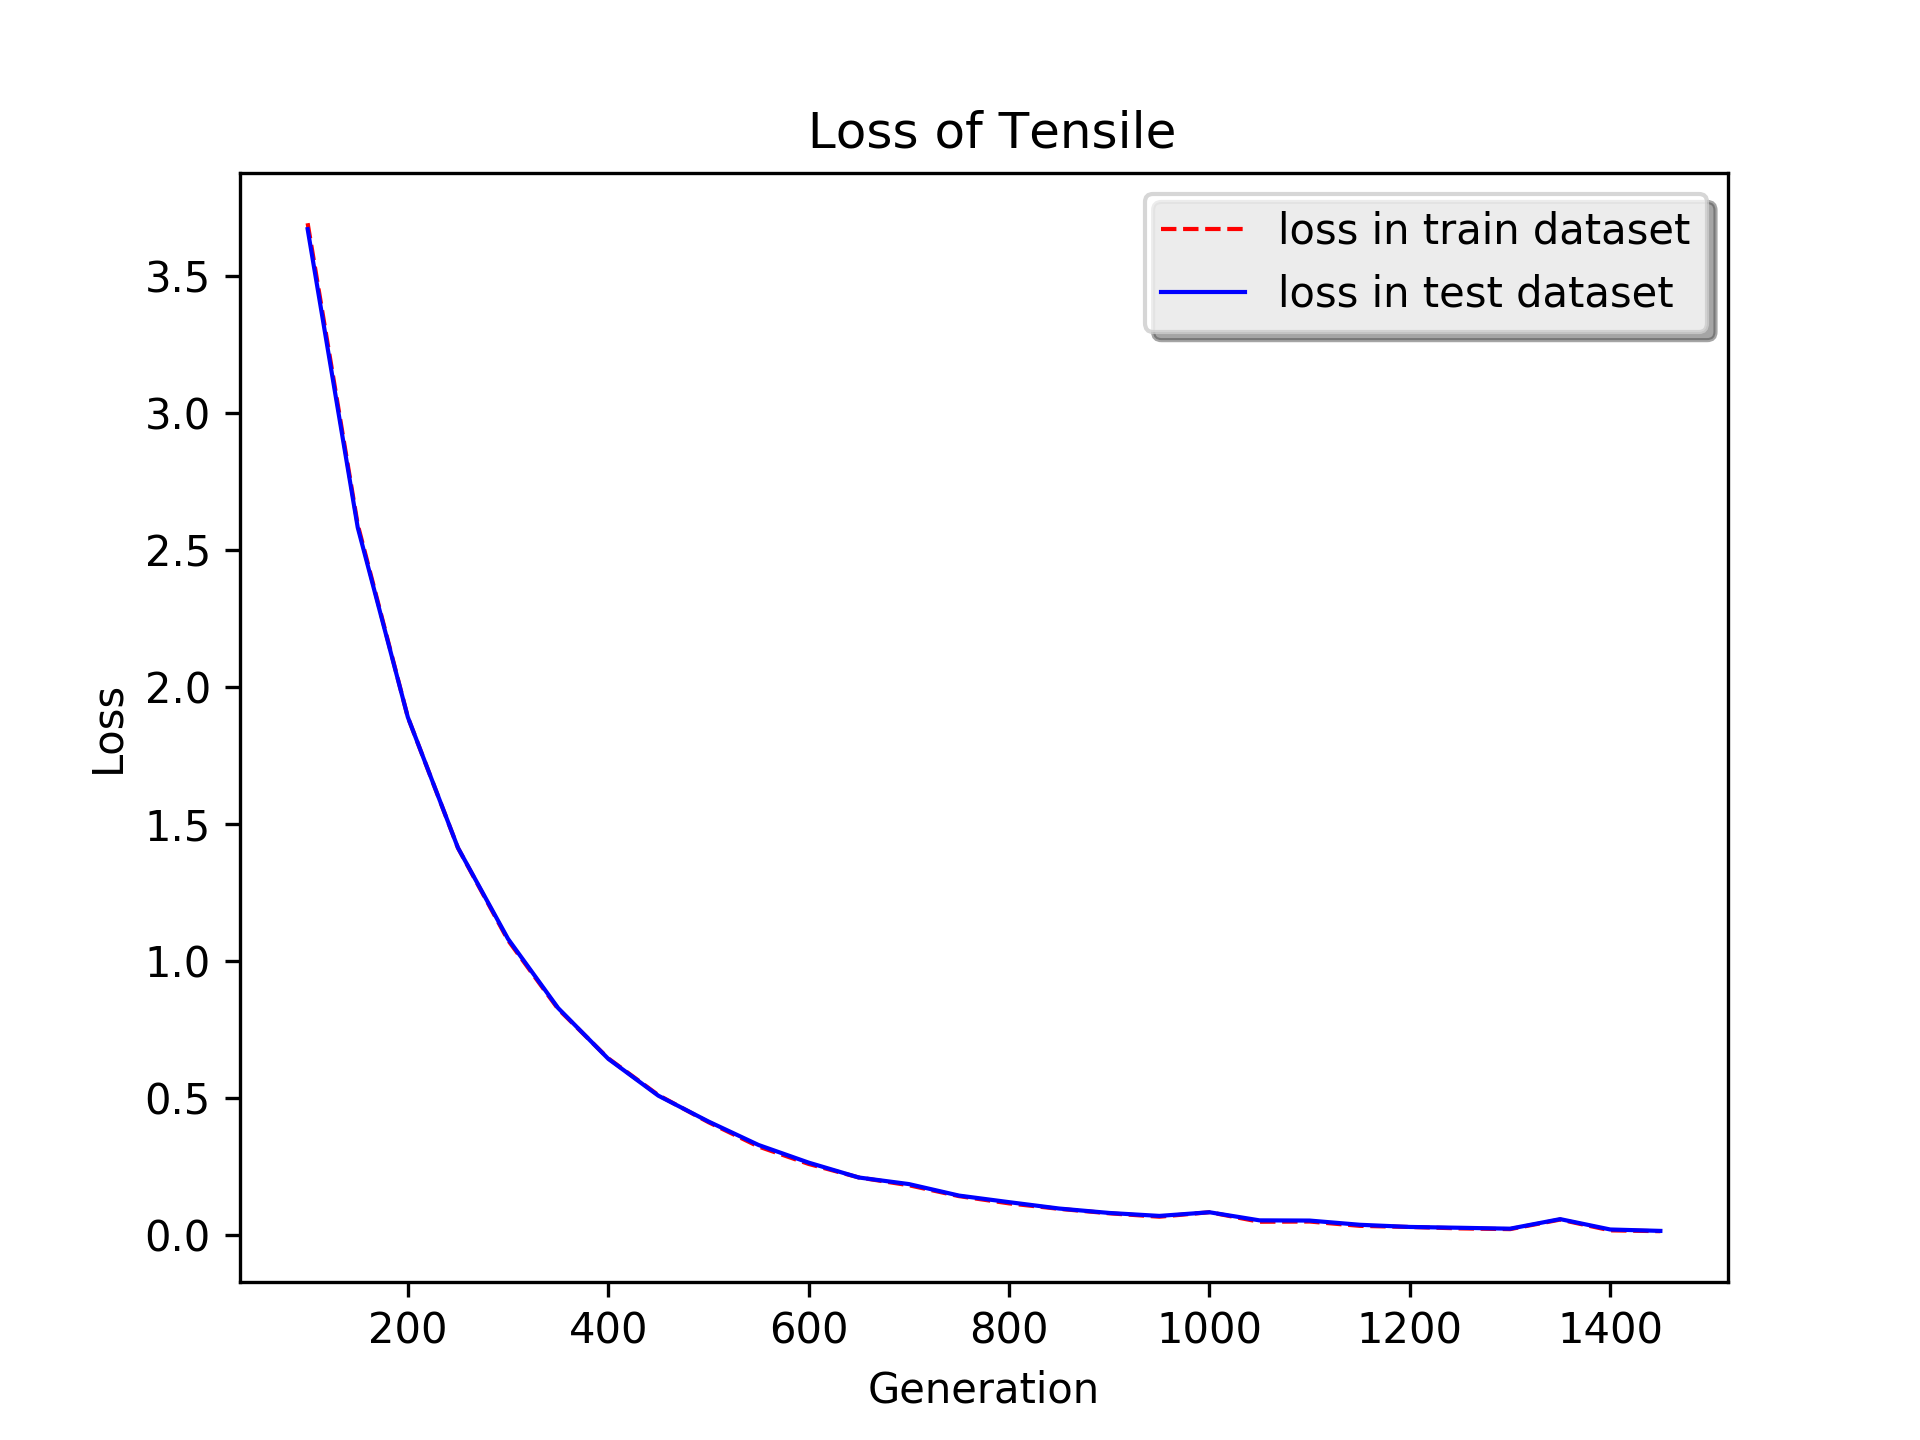 Loss of Tensile
loss in train dataset
loss in test dataset
3.5
3.0
2.5
2.0
1.5
1.0
0.5
0.0
Loss
200 400 600 800 1000 1200 1400
Generation